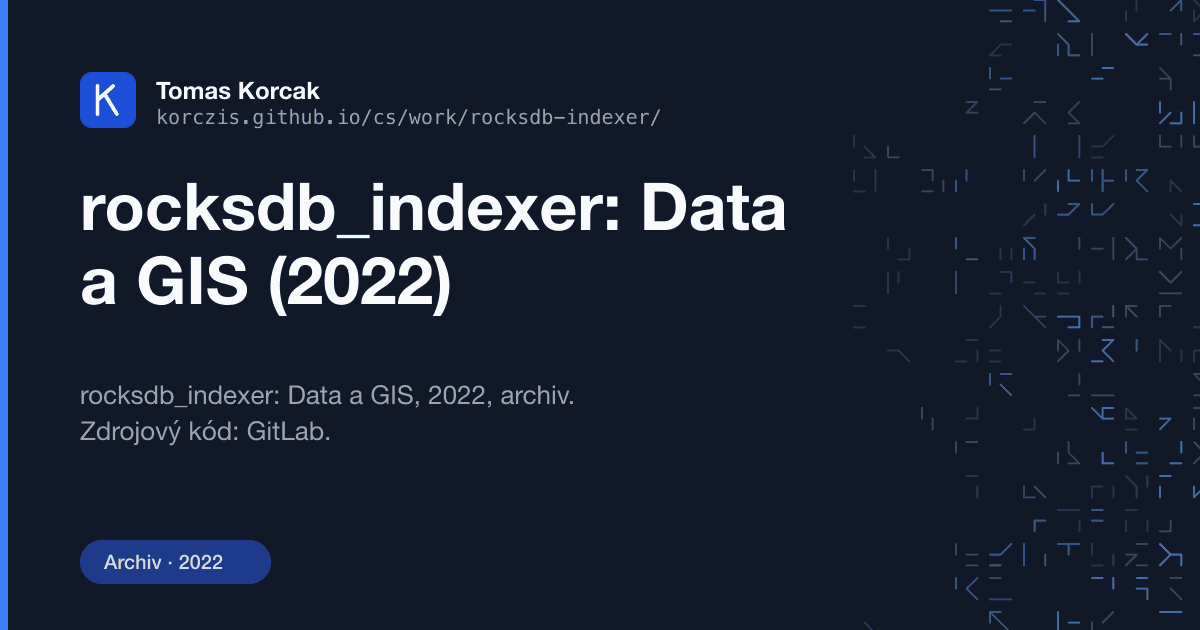 K
Tomas Korcak
korczis.github.io/cs/work/rocksdb-indexer/
rocksdb_indexer: Data
a GIS (2022)
rocksdb_indexer: Data a GIS, 2022, archiv.
Zdrojový kód: GitLab.
Archiv · 2022